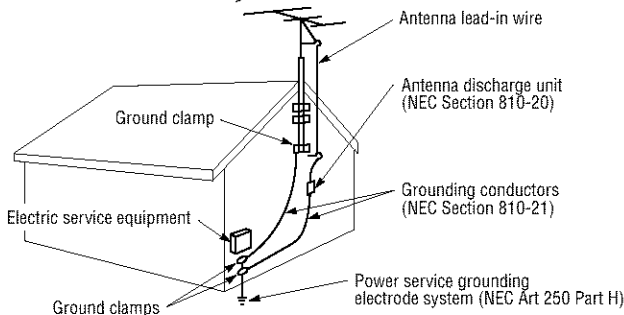 Antenna lead-in wire
Antenna discharge unit
(NEC Section 810-20)
Ground clamp
Grounding conductors
(NEC Section 810-21)
Electric service equipment
Power service grounding
electrode system (NEC Art 250 Part H)
Ground clamps